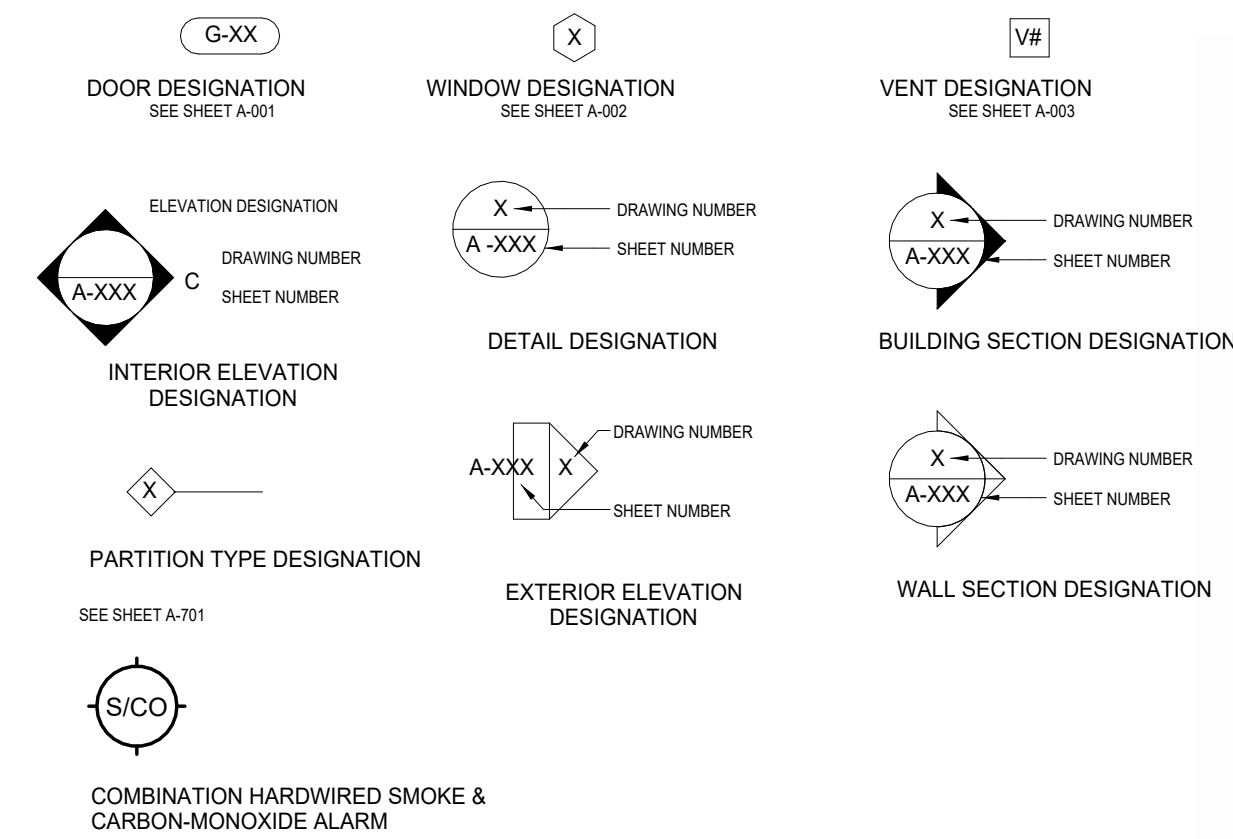 G-XX
DOOR DESIGNATION
SEE SHEET A-001
X
WINDOW DESIGNATION
SEE SHEET A-002
V#
VENT DESIGNATION
SEE SHEET A-003
ELEVATION DESIGNATION
DRAWING NUMBER
C
A-XXX
SHEET NUMBER
INTERIOR ELEVATION
DESIGNATION
X
DRAWING NUMBER
A -XXX
SHEET NUMBER
DETAIL DESIGNATION
X
DRAWING NUMBER
A-XXX
SHEET NUMBER
BUILDING SECTION DESIGNATION
X
PARTITION TYPE DESIGNATION
SEE SHEET A-701
DRAWING NUMBER
A-XXX X
SHEET NUMBER
EXTERIOR ELEVATION
DESIGNATION
X
DRAWING NUMBER
A-XXX
SHEET NUMBER
WALL SECTION DESIGNATION
S/CO
COMBINATION HARDWIRED SMOKE &
CARBON-MONOXIDE ALARM